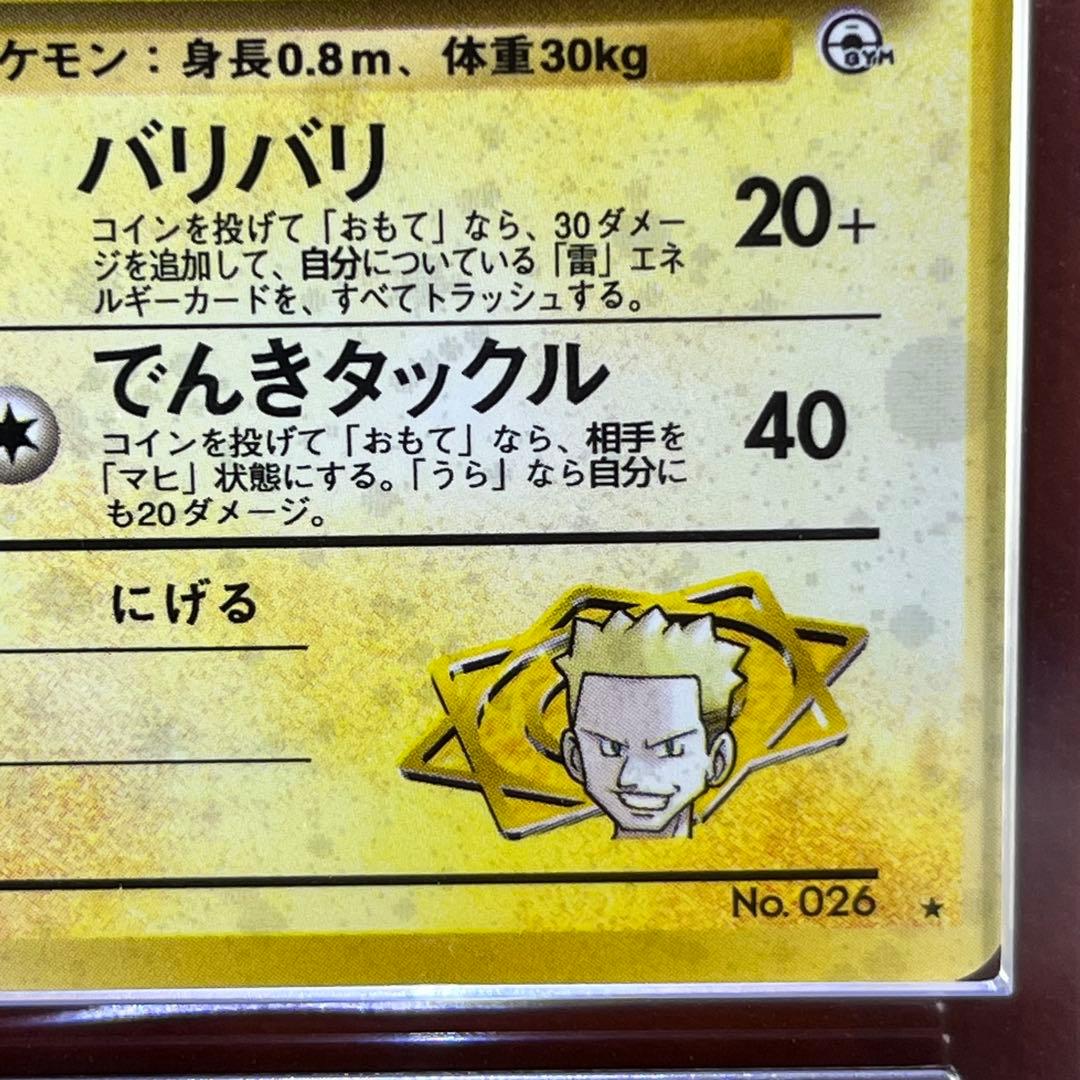 ケモン：身長0.8m、体重30kg
GYM
バリバリ
20+
コインを投げて「おもて」なら、30ダメー
ジを追加して、自分についている「雷」エネ
ルギーカードを、すべてトラッシュする。
でんきタックル
40
コインを投げて「おもて」なら、相手を
「マヒ」状態にする。「うら」なら自分に
も20ダメージ。
にげる
No. 026 ★